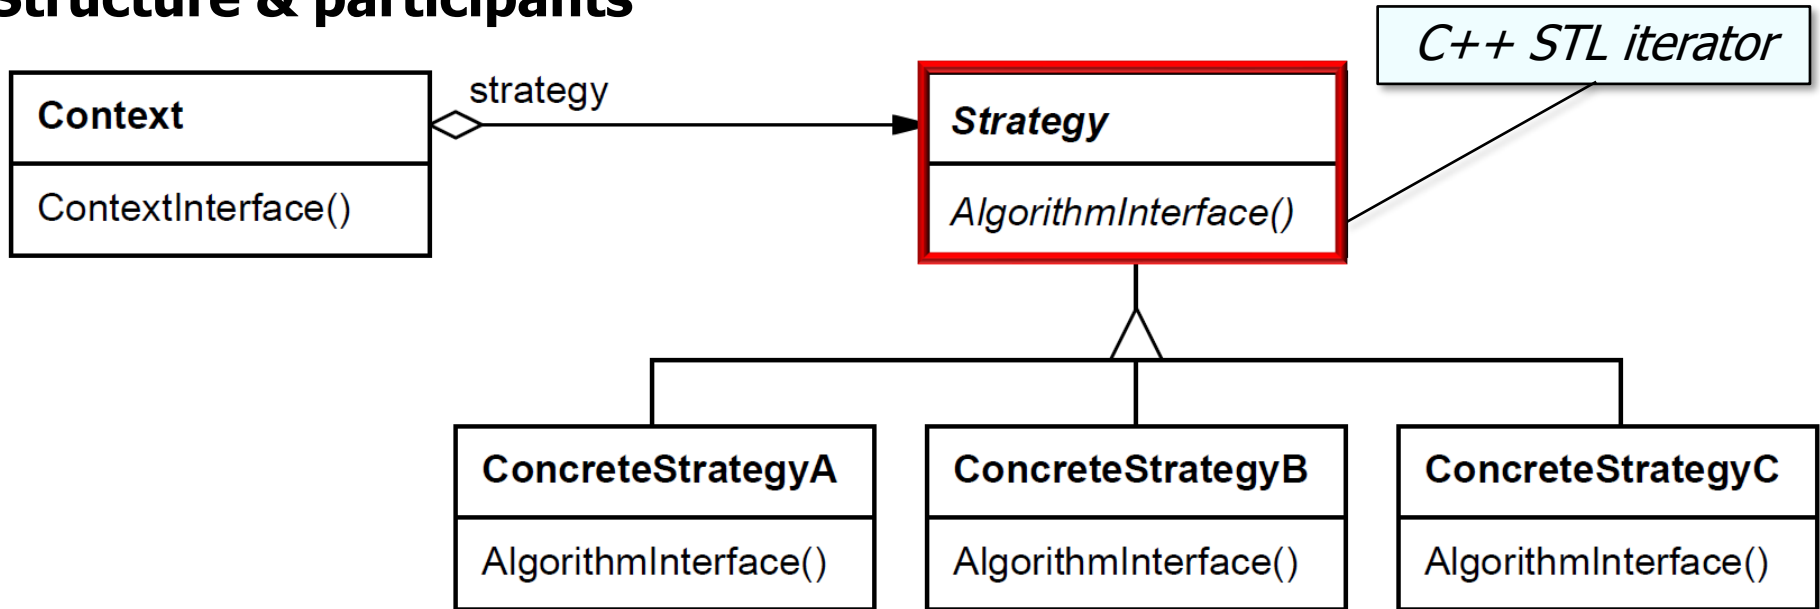 Structure & participants
C++ STL iterator
Context
strategy
Strategy
ContextInterface()
AlgorithmInterface()
ConcreteStrategyA
ConcreteStrategyB
ConcreteStrategyC
AlgorithmInterface()
AlgorithmInterface()
AlgorithmInterface()